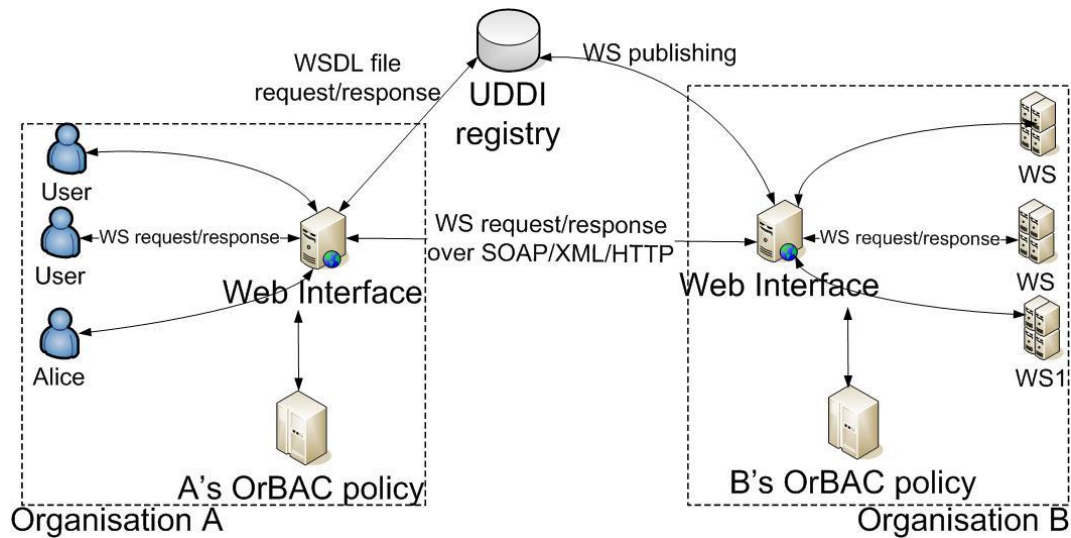 WSDL file
request/response
WS publishing
UDDI
registry
User
User
WS request/response
Alice
Web Interface
A's OrBAC policy
Organisation A
WS request/response
over SOAP/XML/HTTP
Web Interface
WS request/response
WS
WS
WS1
B's OrBAC policy
Organisation B